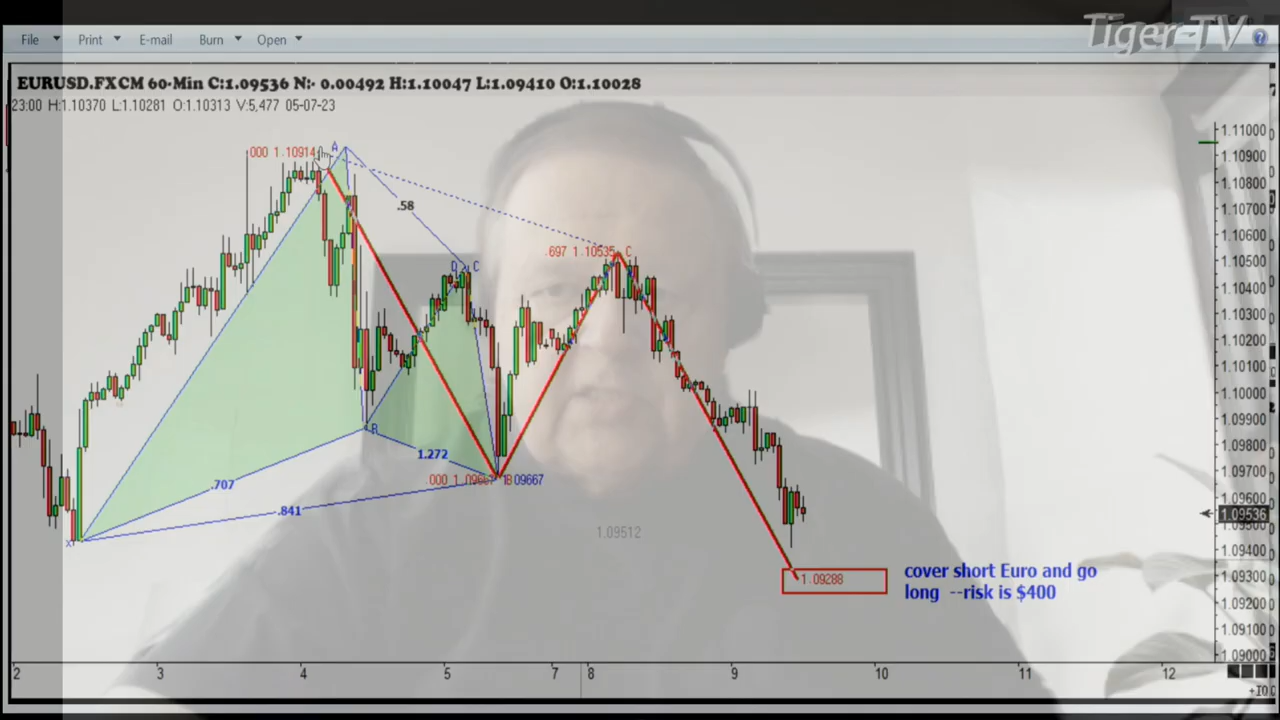 Tiger-TV
File Print E-mail Burn Open
EURUSD.FXCM 60-Min C:1.09536 N:- 0.00492 H:1.10047 L:1.09410 O:1.10028
23:00 H:1.10370 L:1.10281 O:1.10313 V:5,477 05-07-23
1.11000
000 1.10914 A
1.10900
1.10800
.58
1.10700
1.10600
.697 1.10535 C
1.10500
D C
1.10400
1.10300
1.10200
1.10100
1.10000
1.09900
B
1.09800
1.272
1.09700
.707
000 1.09667 B 09667
1.09600
.841
1.09536
1.09512
X
1.09400
cover short Euro and go
1.09288
1.09300
long --risk is $400
1.09200
1.09100
1.09000
2 3 4 5 7 8 9 10 11 12